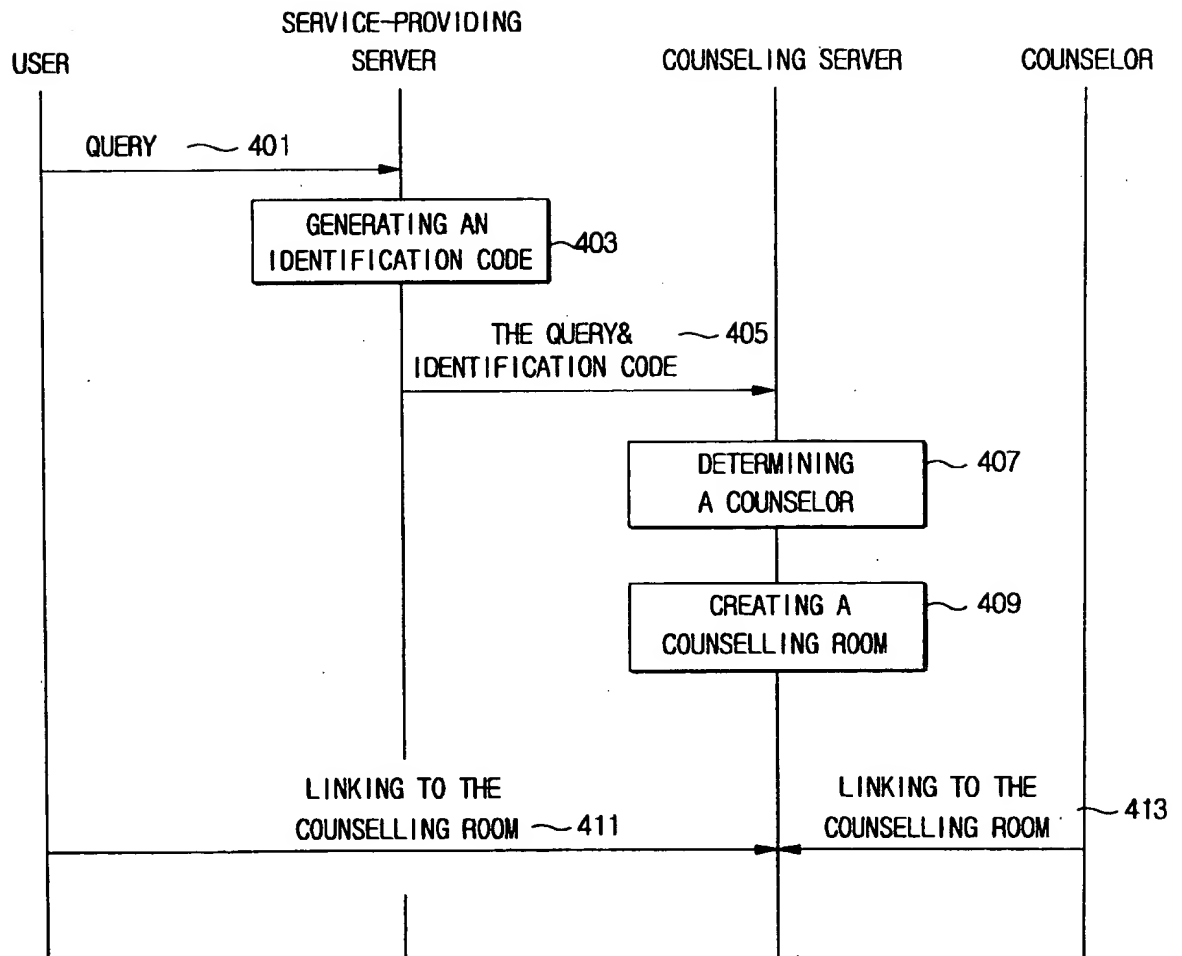 SERVICE-PROVIDING
USER SERVER COUNSELING SERVER COUNSELOR
QUERY 401
GENERATING AN
IDENTIFICATION CODE 403
THE QUERY& 405
IDENTIFICATION CODE
DETERMINING 407
A COUNSELOR
CREATING A 409
COUNSELLING ROOM
LINKING TO THE LINKING TO THE
COUNSELLING ROOM 411 COUNSELLING ROOM 413